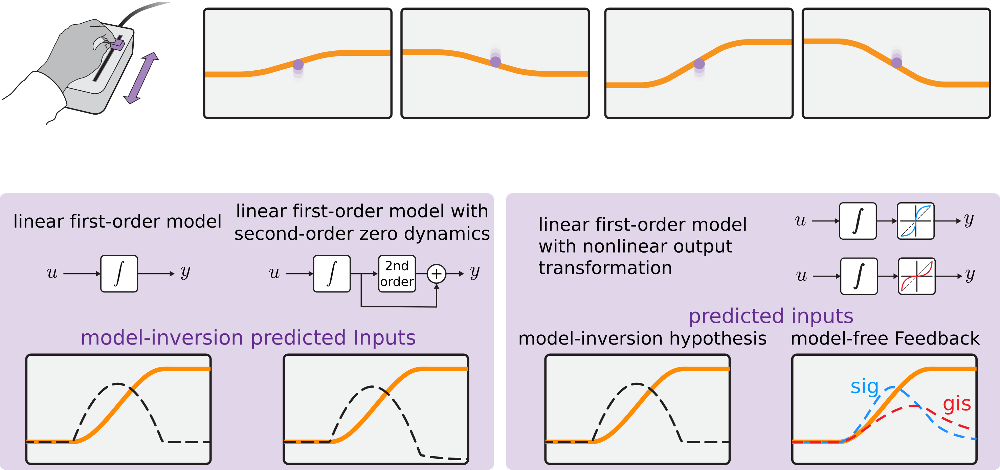 linear first-order model
linear first-order model with
second-order zero dynamics
u ∫ y
u ∫ 2nd
order + y
model-inversion predicted Inputs
linear first-order model
with nonlinear output
transformation
u ∫ y
u ∫ y
predicted inputs
model-inversion hypothesis
model-free Feedback
sig
gis